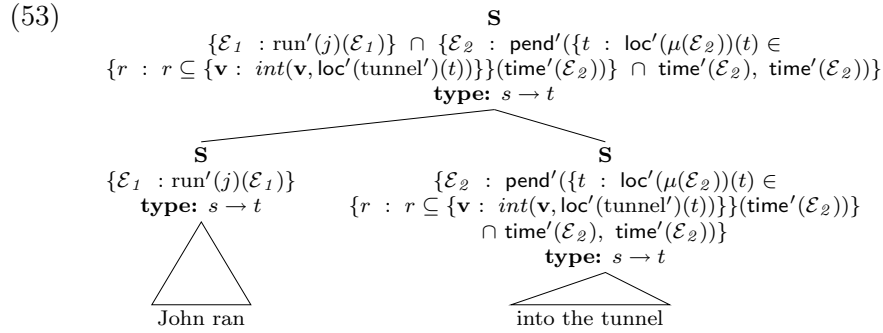 (53)
S
{ℰ₁ : run′(j)(ℰ₁)} ∩ {ℰ₂ : pend′({t : loc′(μ(ℰ₂))(t) ∈
{r : r ⊆ {v : int(v,loc′(tunnel′)(t))}}(time′(ℰ₂))} ∩ time′(ℰ₂), time′(ℰ₂))}
type: s → t
S
{ℰ₁ : run′(j)(ℰ₁)}
type: s → t
John ran
S
{ℰ₂ : pend′({t : loc′(μ(ℰ₂))(t) ∈
{r : r ⊆ {v : int(v,loc′(tunnel′)(t))}}(time′(ℰ₂))}
∩ time′(ℰ₂), time′(ℰ₂))}
type: s → t
into the tunnel